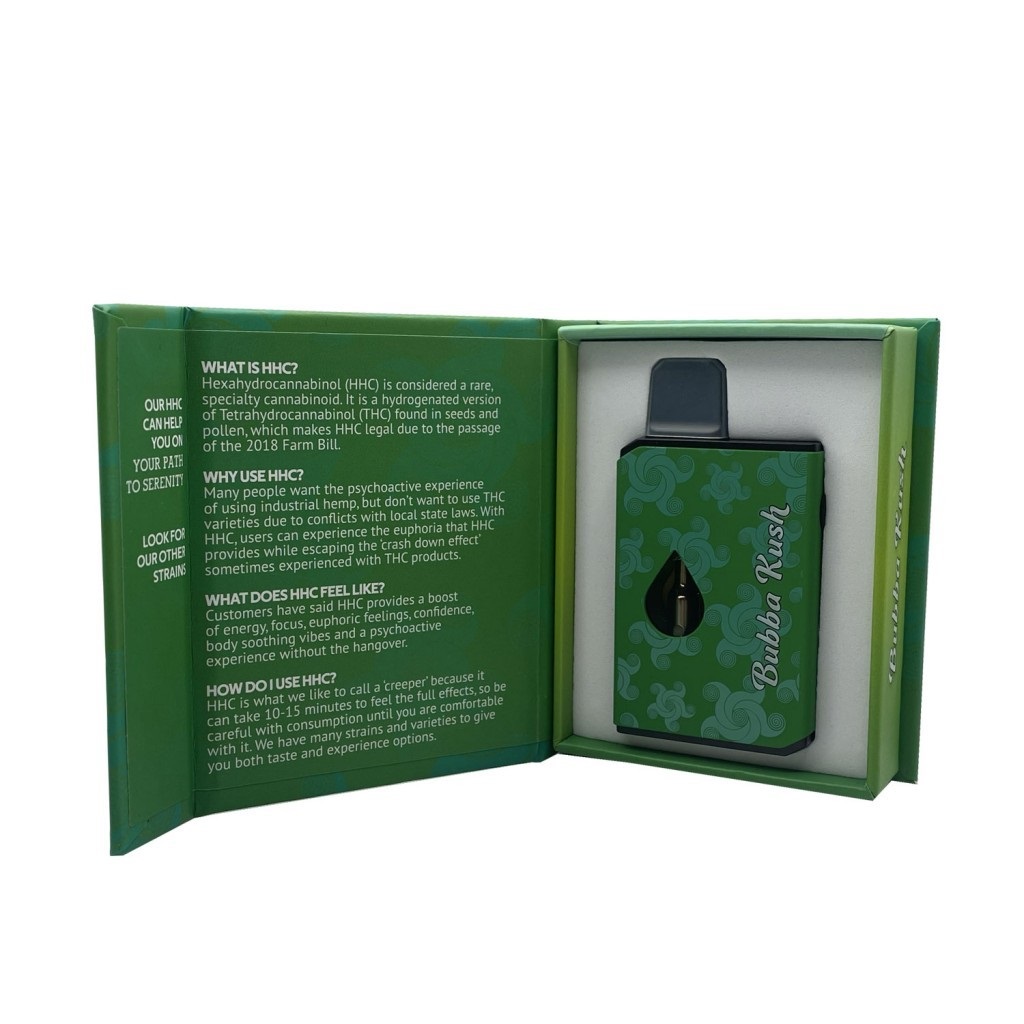 OUR HHC
CAN HELP
YOU ON
YOUR PATH
TO SERENITY
LOOK FOR
OUR OTHER
STRAINS
WHAT IS HHC?
Hexahydrocannabinol (HHC) is considered a rare,
specialty cannabinoid. It is a hydrogenated version
of Tetrahydrocannabinol (THC) found in seeds and
pollen, which makes HHC legal due to the passage
of the 2018 Farm Bill.
WHY USE HHC?
Many people want the psychoactive experience
of using industrial hemp, but don't want to use THC
varieties due to conflicts with local state laws. With
HHC, users can experience the euphoria that HHC
provides while escaping the 'crash down effect'
sometimes experienced with THC products.
WHAT DOES HHC FEEL LIKE?
Customers have said HHC provides a boost
of energy, focus, euphoric feelings, confidence,
body soothing vibes and a psychoactive
experience without the hangover.
HOW DO I USE HHC?
HHC is what we like to call a 'creeper' because it
can take 10-15 minutes to feel the full effects, so be
careful with consumption until you are comfortable
with it. We have many strains and varieties to give
you both taste and experience options.
Bubba Kush
Bubba Kush